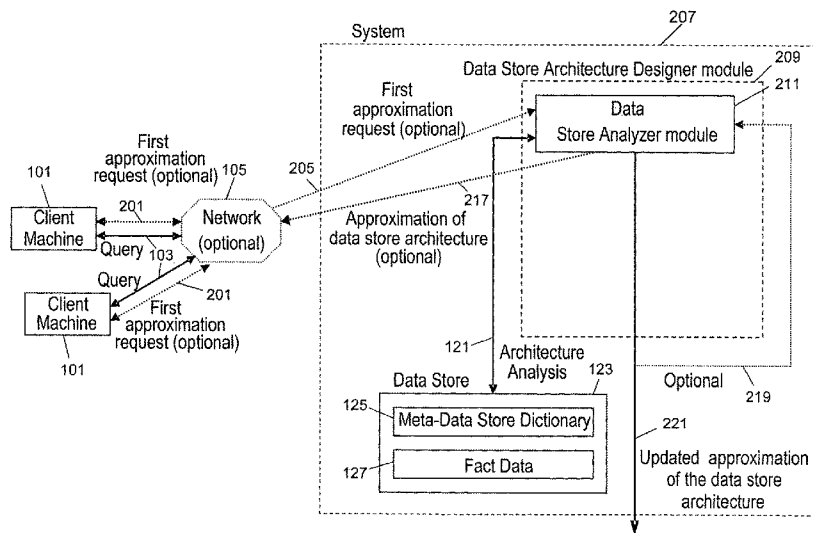 System
207
209
Data Store Architecture Designer module
211
Data
Store Analyzer module
First
approximation
request (optional)
205
217
Approximation of
data store architecture
(optional)
First
approximation
request (optional)
105
101
201
Client
Machine
Network
(optional)
Query
103
Query
201
Client
Machine
First
approximation
request (optional)
101
121
Architecture
Analysis
Data Store
123
125
Meta-Data Store Dictionary
127
Fact Data
Optional
219
221
Updated approximation
of the data store
architecture